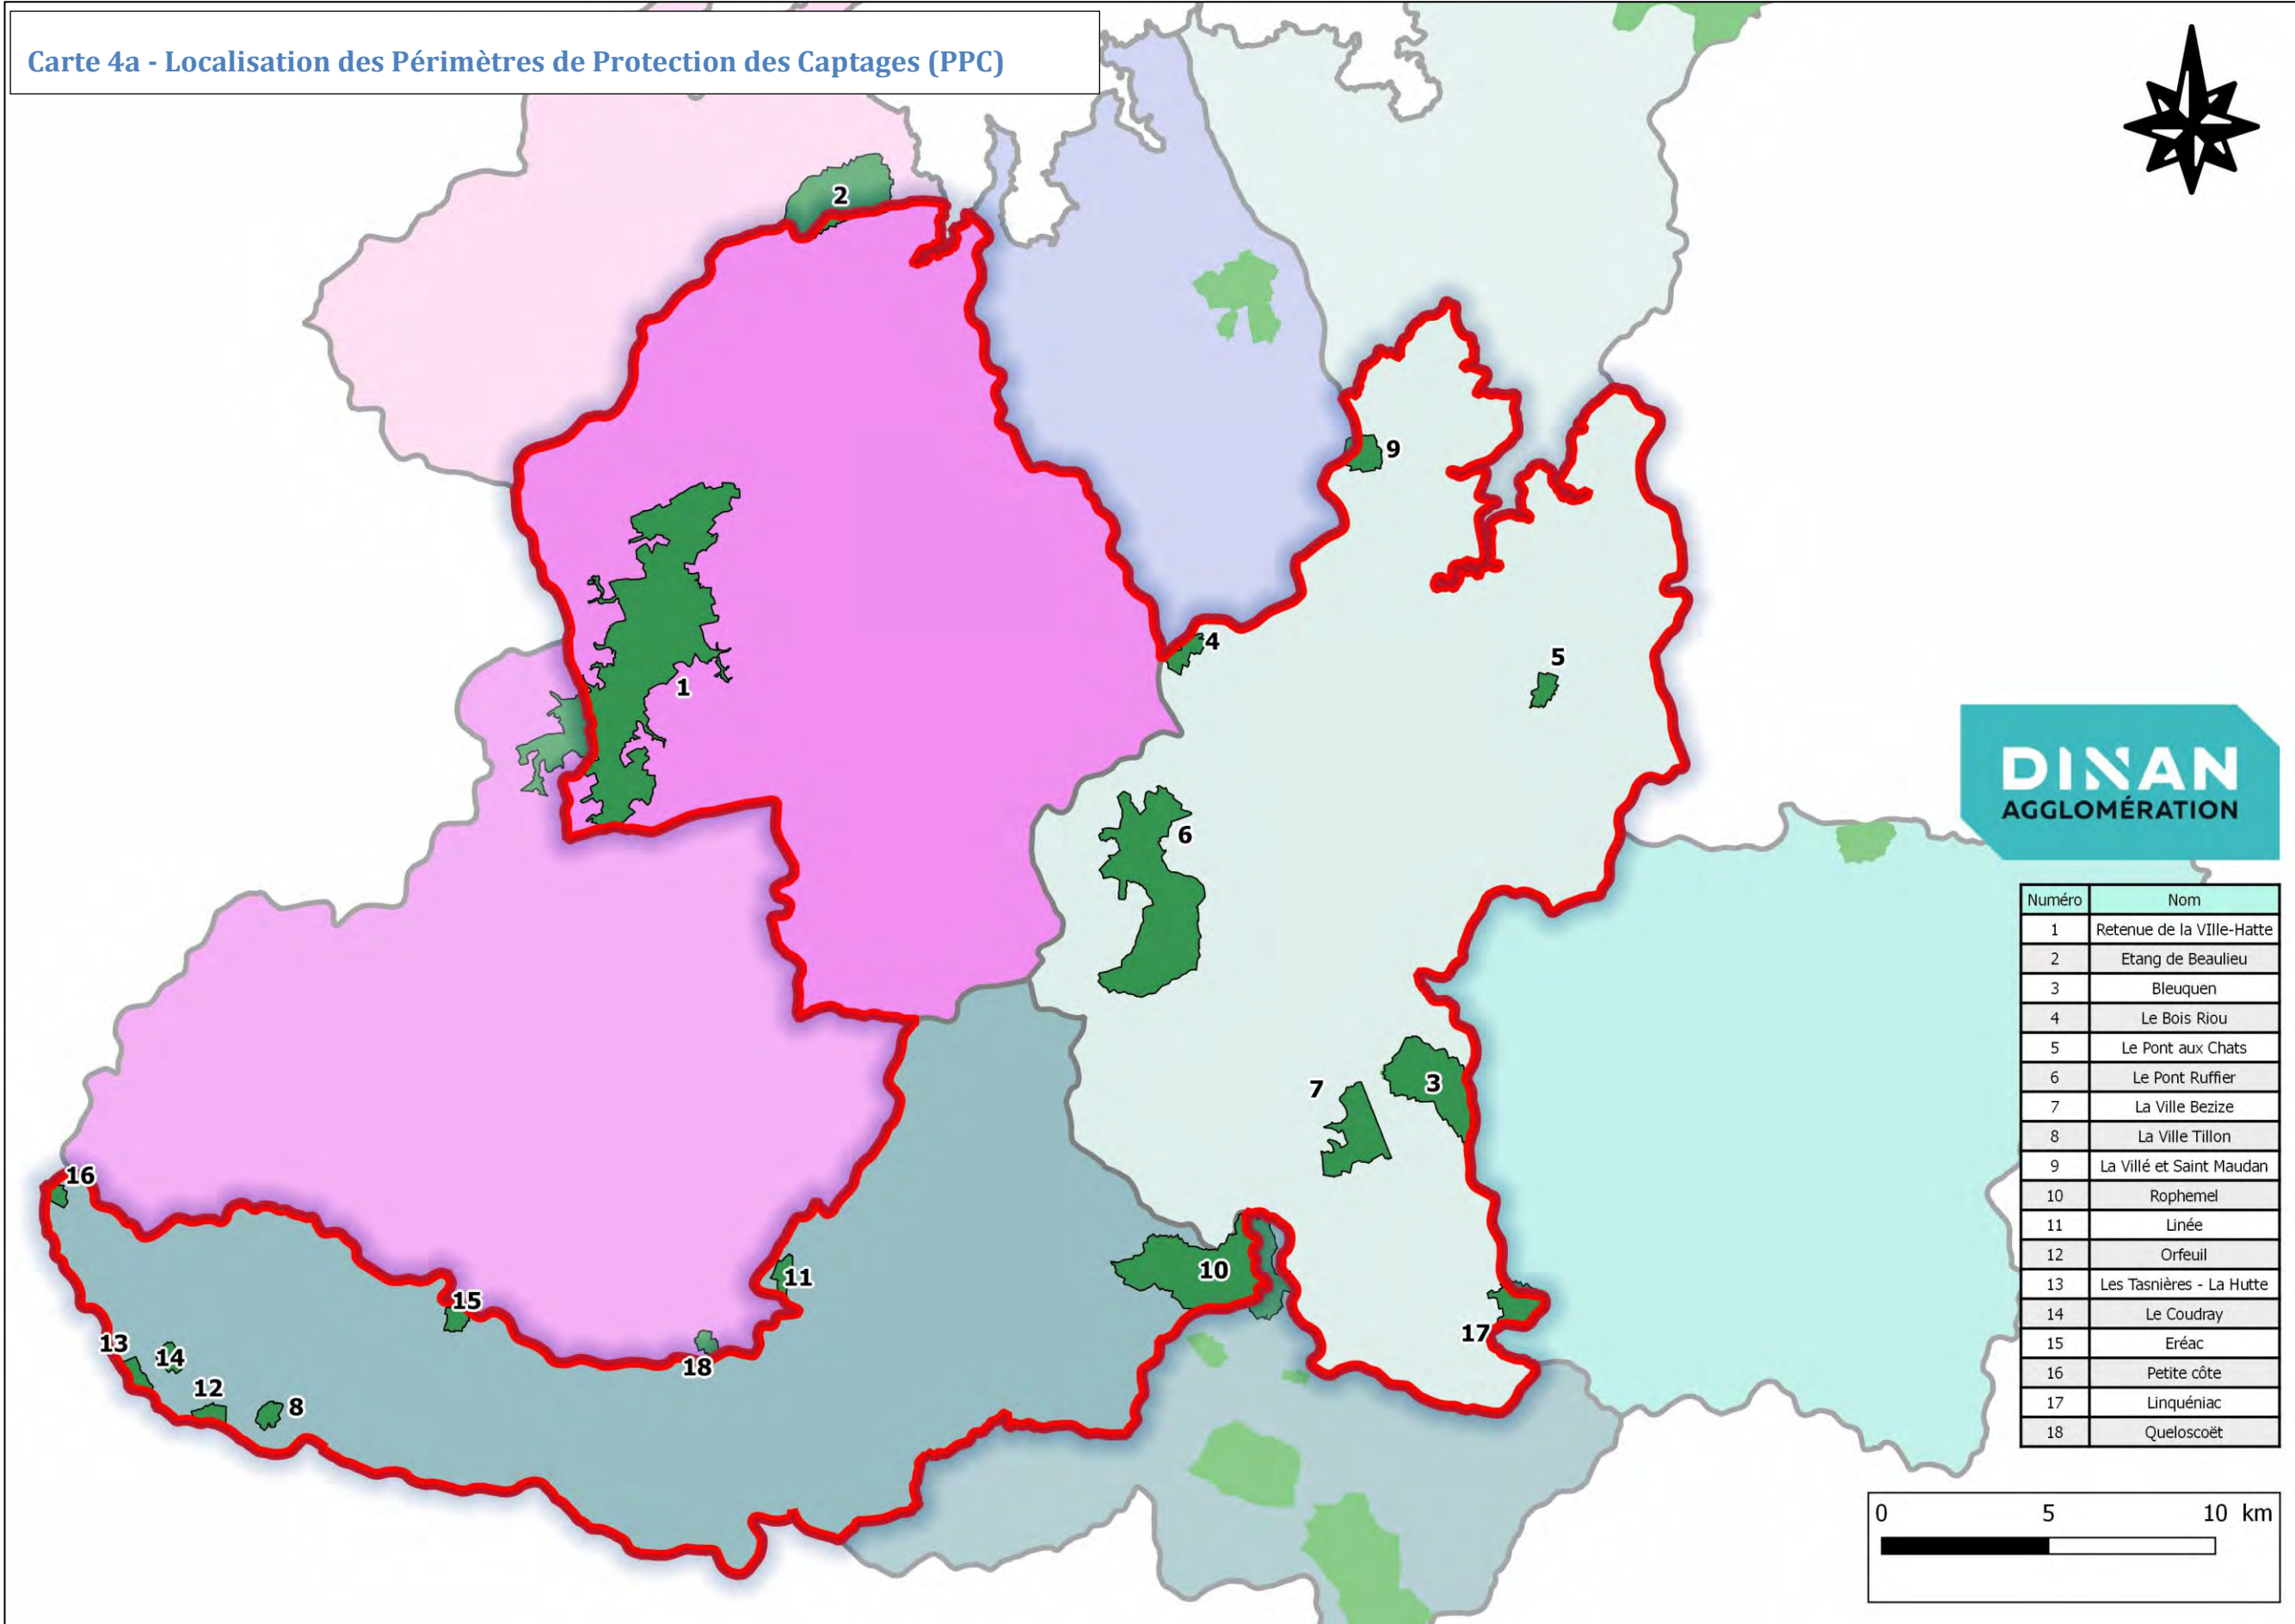 Carte 4a - Localisation des Périmètres de Protection des Captages (PPC)
2
9
4
5
1
6
7
3
16
10
11
15
17
13
14
18
12
8
DINAN
AGGLOMÉRATION
Numéro Nom
1 Retenue de la VIlle-Hatte
2 Etang de Beaulieu
3 Bleuquen
4 Le Bois Riou
5 Le Pont aux Chats
6 Le Pont Ruffier
7 La Ville Bezize
8 La Ville Tillon
9 La Villé et Saint Maudan
10 Rophemel
11 Linée
12 Orfeuil
13 Les Tasnières - La Hutte
14 Le Coudray
15 Eréac
16 Petite côte
17 Linquéniac
18 Queloscoët
0 5 10 km